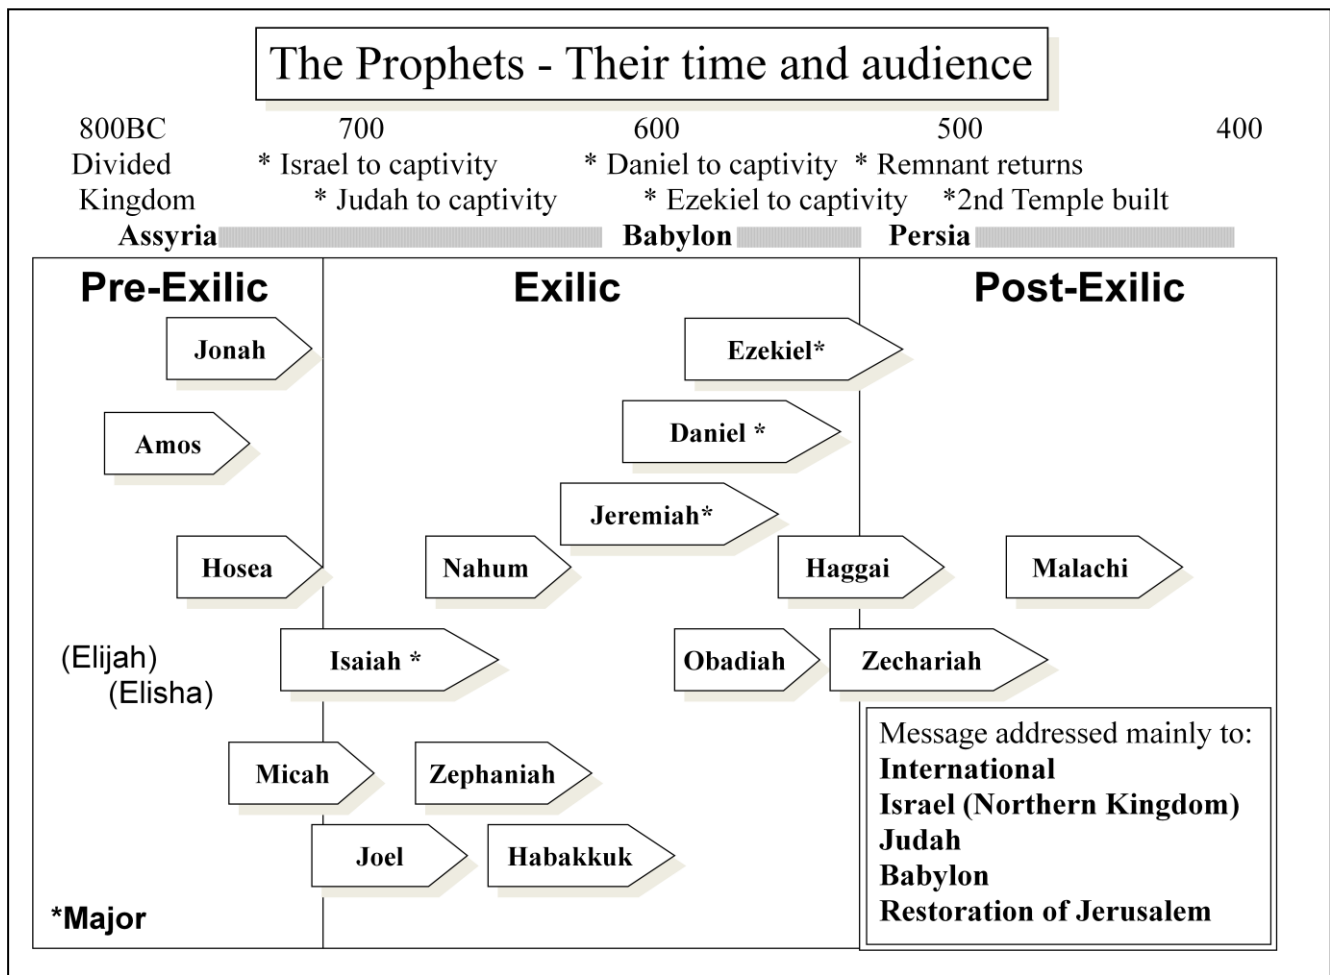 The Prophets - Their time and audience
800BC 700 600 500 400
Divided * Israel to captivity * Daniel to captivity * Remnant returns
Kingdom * Judah to captivity * Ezekiel to captivity *2nd Temple built
Assyria Babylon Persia
Pre-Exilic Exilic Post-Exilic
Jonah Ezekiel*
Amos Daniel *
Jeremiah*
Hosea Nahum Haggai Malachi
(Elijah) Isaiah * Obadiah Zechariah
(Elisha)
Micah Zephaniah
Joel Habakkuk
*Major
Message addressed mainly to:
International
Israel (Northern Kingdom)
Judah
Babylon
Restoration of Jerusalem